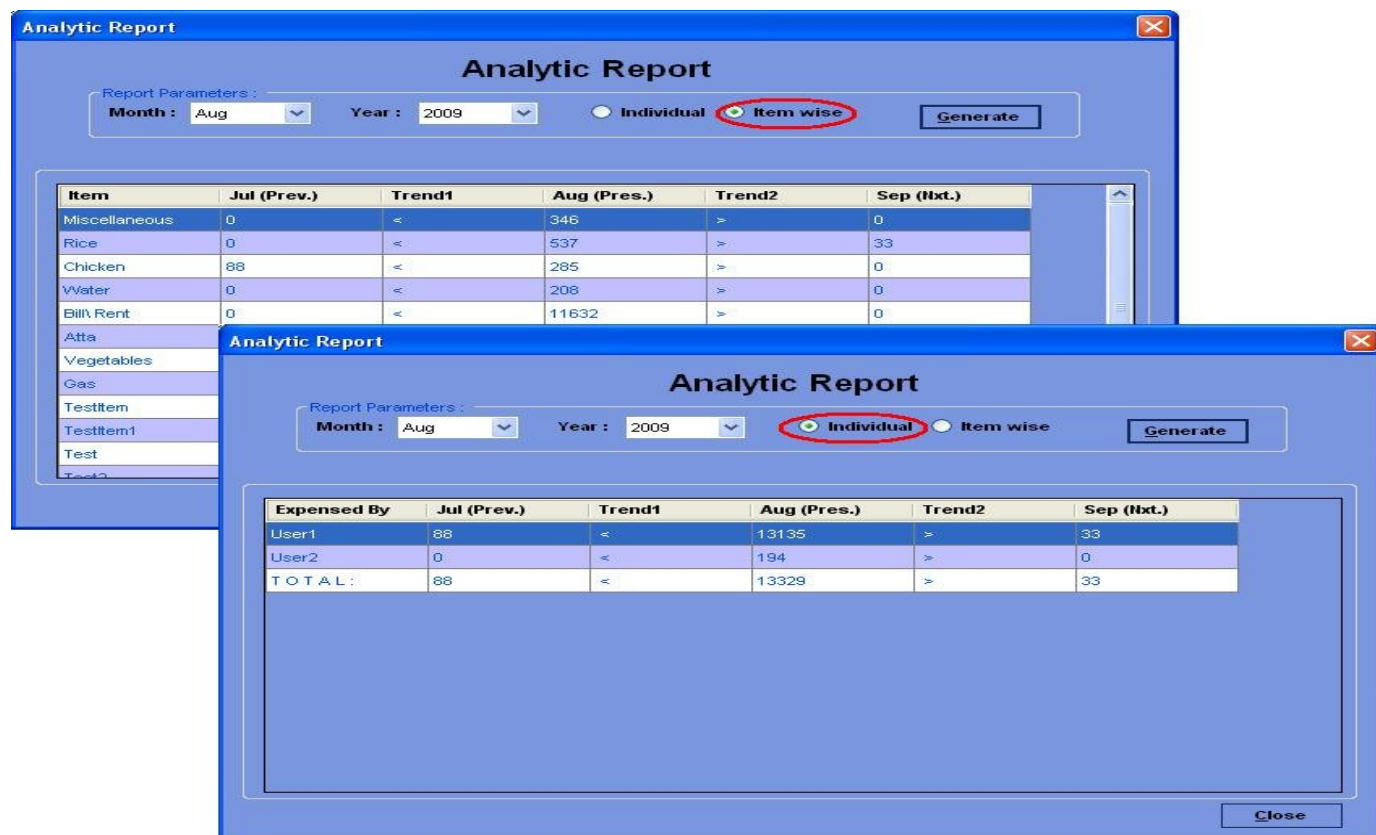 Analytic Report
Analytic Report
Report Parameters :
Month : Aug Year : 2009 Individual Item wise Generate
Item Jul (Prev.) Trend1 Aug (Pres.) Trend2 Sep (Nxt.)
Miscellaneous 0 < 346 > 0
Rice 0 < 537 > 33
Chicken 88 < 285 > 0
Water 0 < 208 > 0
Bill\ Rent 0 < 11632 > 0
Atta
Vegetables
Gas
TestItem
TestItem1
Test
Analytic Report
Analytic Report
Report Parameters :
Month : Aug Year : 2009 Individual Item wise Generate
Expensed By Jul (Prev.) Trend1 Aug (Pres.) Trend2 Sep (Nxt.)
User1 88 < 13135 > 33
User2 0 < 194 > 0
T O T A L : 88 < 13329 > 33
Close